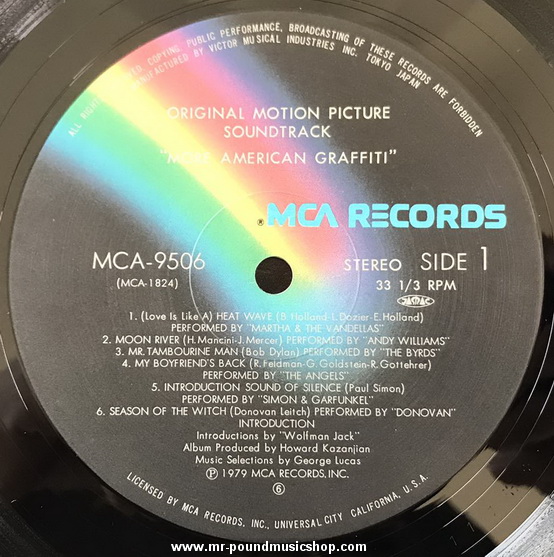 ALL RIGHTS COPYING PUBLIC PERFORMANCE, BROADCASTING OF THESE RECORDS ARE FORBIDDEN
MANUFACTURED BY VICTOR MUSICAL INDUSTRIES INC. TOKYO JAPAN
ORIGINAL MOTION PICTURE
SOUNDTRACK
"MORE AMERICAN GRAFFITI"
®MCA RECORDS
MCA-9506
(MCA-1824)
STEREO SIDE 1
33 1/3 RPM
1. (Love Is Like A) HEAT WAVE (B.Holland-L.Dozier-E.Holland)
PERFORMED BY "MARTHA & THE VANDELLAS"
2. MOON RIVER (H.Mancini-J.Mercer) PERFORMED BY "ANDY WILLIAMS"
3. MR. TAMBOURINE MAN (Bob Dylan) PERFORMED BY "THE BYRDS"
4. MY BOYFRIEND'S BACK (R.Feldman-G.Goldstein-R.Gottehrer)
PERFORMED BY "THE ANGELS"
5. INTRODUCTION SOUND OF SILENCE (Paul Simon)
PERFORMED BY "SIMON & GARFUNKEL"
6. SEASON OF THE WITCH (Donovan Leitch) PERFORMED BY "DONOVAN"
INTRODUCTION
Introductions by "Wolfman Jack"
Album Produced by Howard Kazanjian
Music Selections by George Lucas
Ⓟ 1979 MCA RECORDS, INC.
⑥
LICENSED BY MCA RECORDS, INC., UNIVERSAL CITY CALIFORNIA, U.S.A.
www.mr-poundmusicshop.com